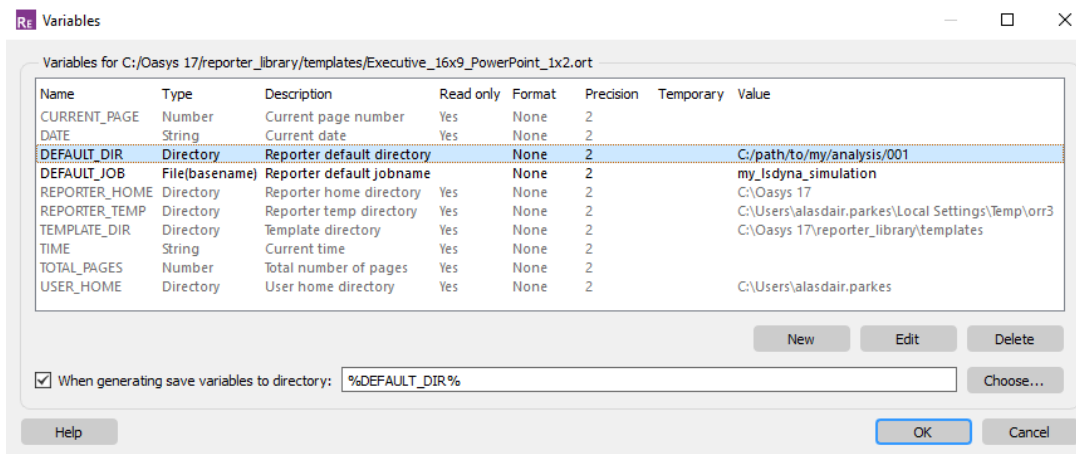 RE Variables
Variables for C:/Oasys 17/reporter_library/templates/Executive_16x9_PowerPoint_1x2.ort
Name Type Description Read only Format Precision Temporary Value
CURRENT_PAGE Number Current page number Yes None 2
DATE String Current date Yes None 2
DEFAULT_DIR Directory Reporter default directory None 2 C:/path/to/my/analysis/001
DEFAULT_JOB File(basename) Reporter default jobname None 2 my_lsdyna_simulation
REPORTER_HOME Directory Reporter home directory Yes None 2 C:\Oasys 17
REPORTER_TEMP Directory Reporter temp directory Yes None 2 C:\Users\alasdair.parkes\Local Settings\Temp\orr3
TEMPLATE_DIR Directory Template directory Yes None 2 C:\Oasys 17\reporter_library\templates
TIME String Current time Yes None 2
TOTAL_PAGES Number Total number of pages Yes None 2
USER_HOME Directory User home directory Yes None 2 C:\Users\alasdair.parkes
New Edit Delete
When generating save variables to directory: %DEFAULT_DIR% Choose...
Help OK Cancel